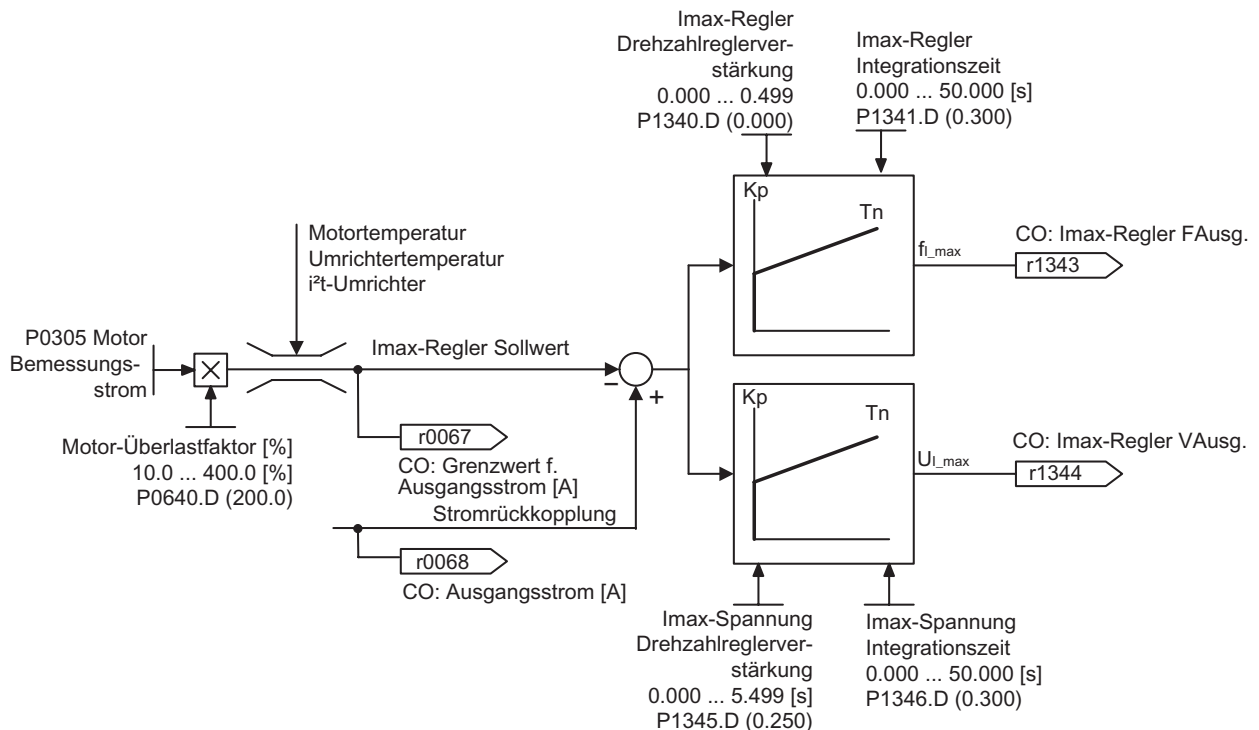 Imax-Regler
Drehzahlreglerver-
stärkung
0.000 ... 0.499
P1340.D (0.000)
Imax-Regler
Integrationszeit
0.000 ... 50.000 [s]
P1341.D (0.300)
Kp
Tn
fI_max
CO: Imax-Regler FAusg.
r1343
Motortemperatur
Umrichtertemperatur
i²t-Umrichter
P0305 Motor
Bemessungs-
strom
Imax-Regler Sollwert
–
+
Motor-Überlastfaktor [%]
10.0 ... 400.0 [%]
P0640.D (200.0)
r0067
CO: Grenzwert f.
Ausgangsstrom [A]
Stromrückkopplung
r0068
CO: Ausgangsstrom [A]
Kp
Tn
UI_max
CO: Imax-Regler VAusg.
r1344
Imax-Spannung
Drehzahlreglerver-
stärkung
0.000 ... 5.499 [s]
P1345.D (0.250)
Imax-Spannung
Integrationszeit
0.000 ... 50.000 [s]
P1346.D (0.300)